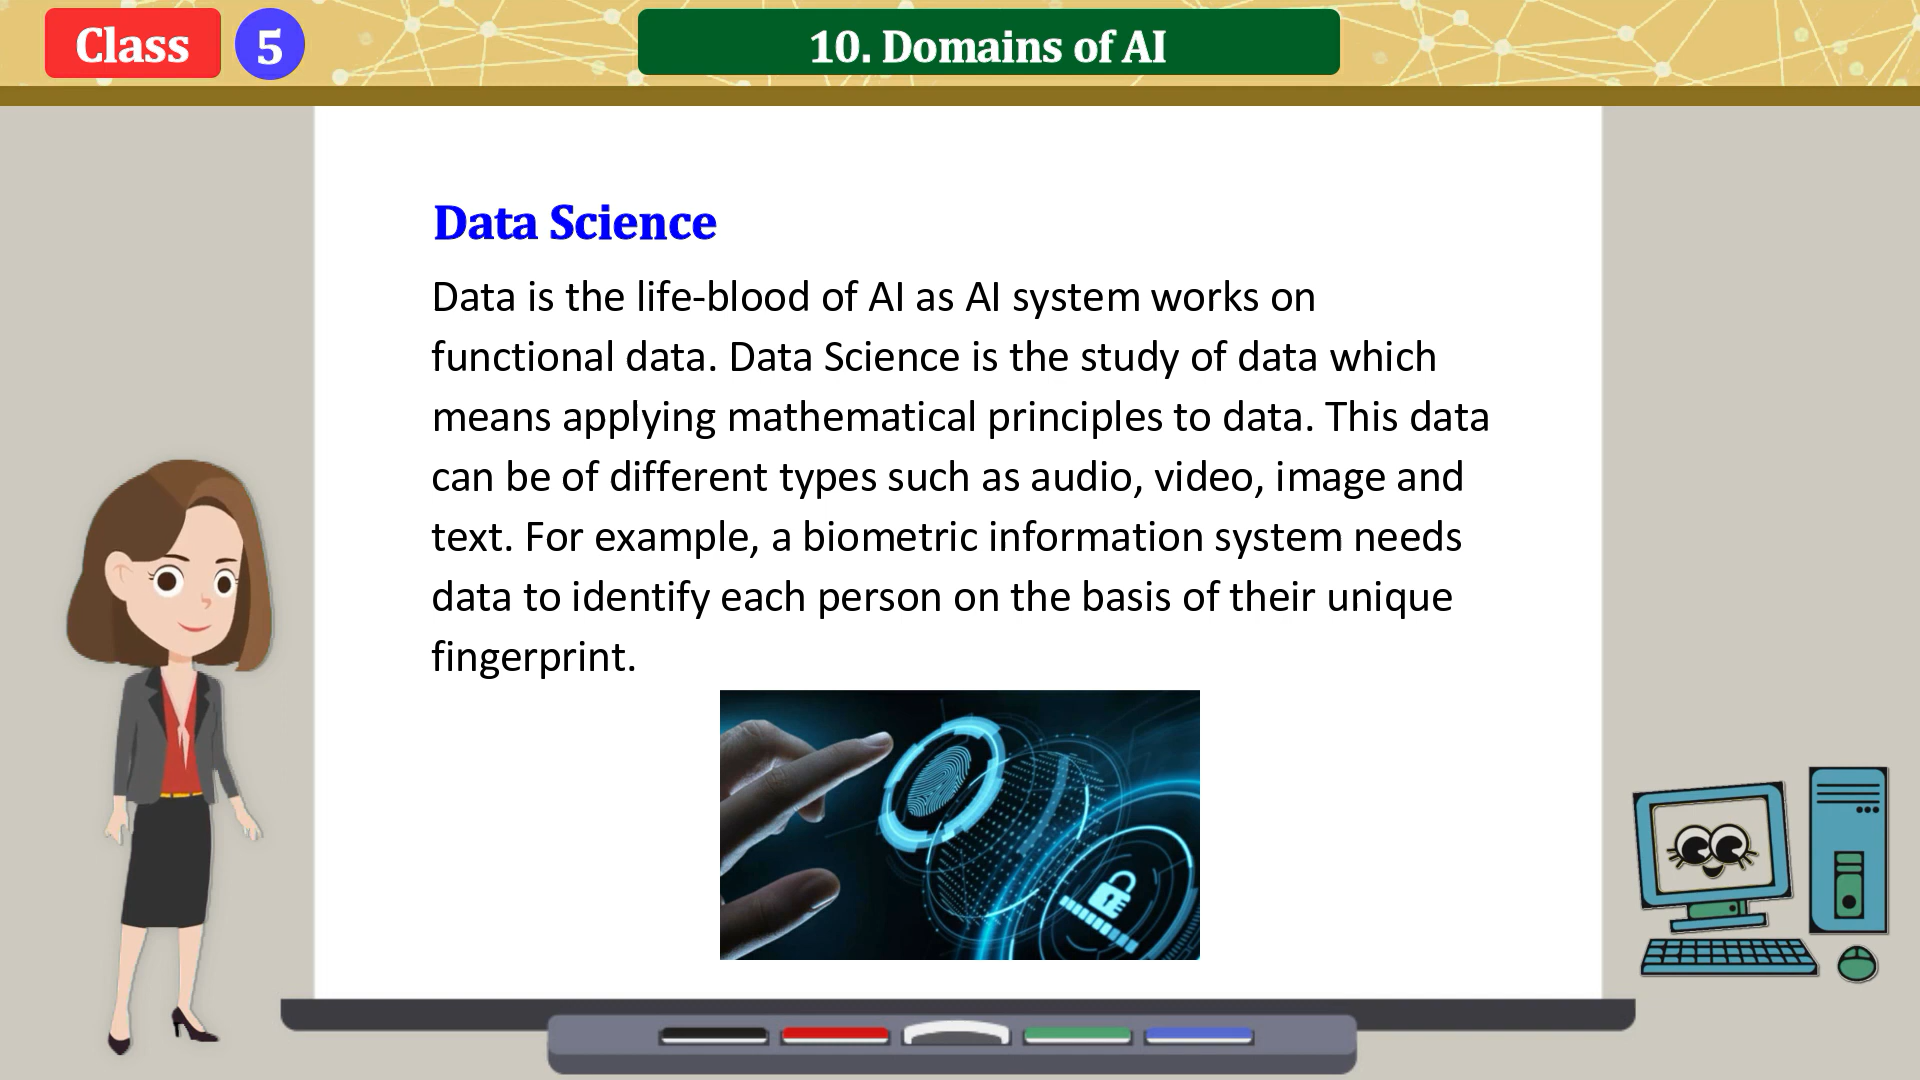 Class 5
10. Domains of AI
Data Science
Data is the life-blood of AI as AI system works on
functional data. Data Science is the study of data which
means applying mathematical principles to data. This data
can be of different types such as audio, video, image and
text. For example, a biometric information system needs
data to identify each person on the basis of their unique
fingerprint.